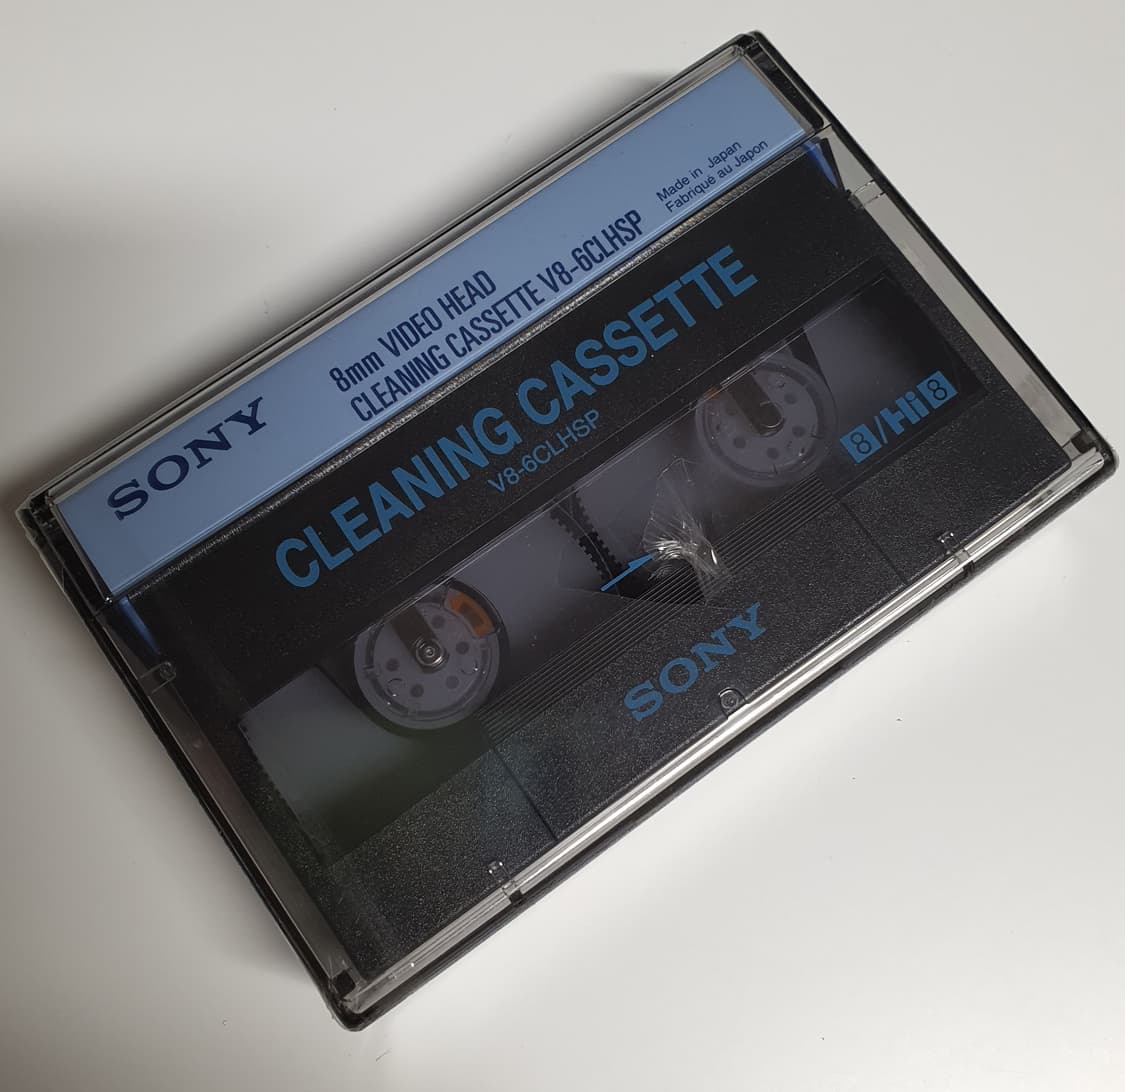 SONY
8mm VIDEO HEAD
CLEANING CASSETTE V8-6CLHSP
Made in Japan
Fabriqué au Japon
CLEANING CASSETTE
V8-6CLHSP
8/Hi8
SONY